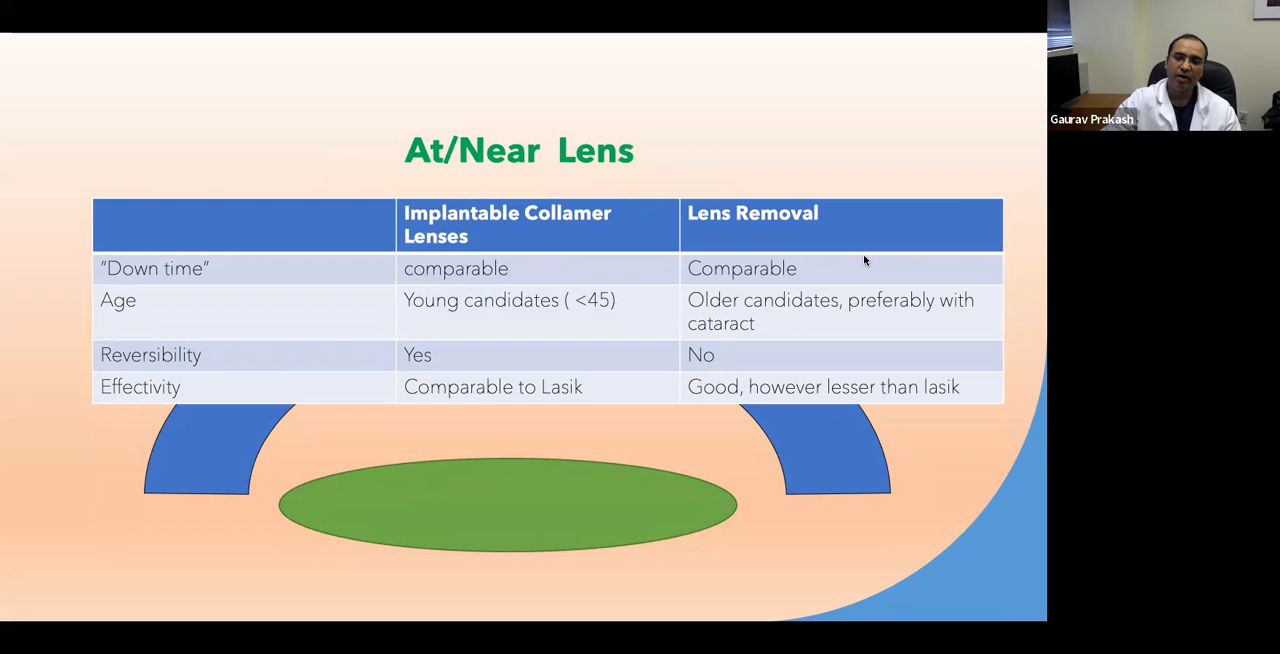 Gaurav Prakash
At/Near Lens
Implantable Collamer
Lenses
Lens Removal
"Down time"
comparable
Comparable
Age
Young candidates ( <45)
Older candidates, preferably with
cataract
Reversibility
Yes
No
Effectivity
Comparable to Lasik
Good, however lesser than lasik